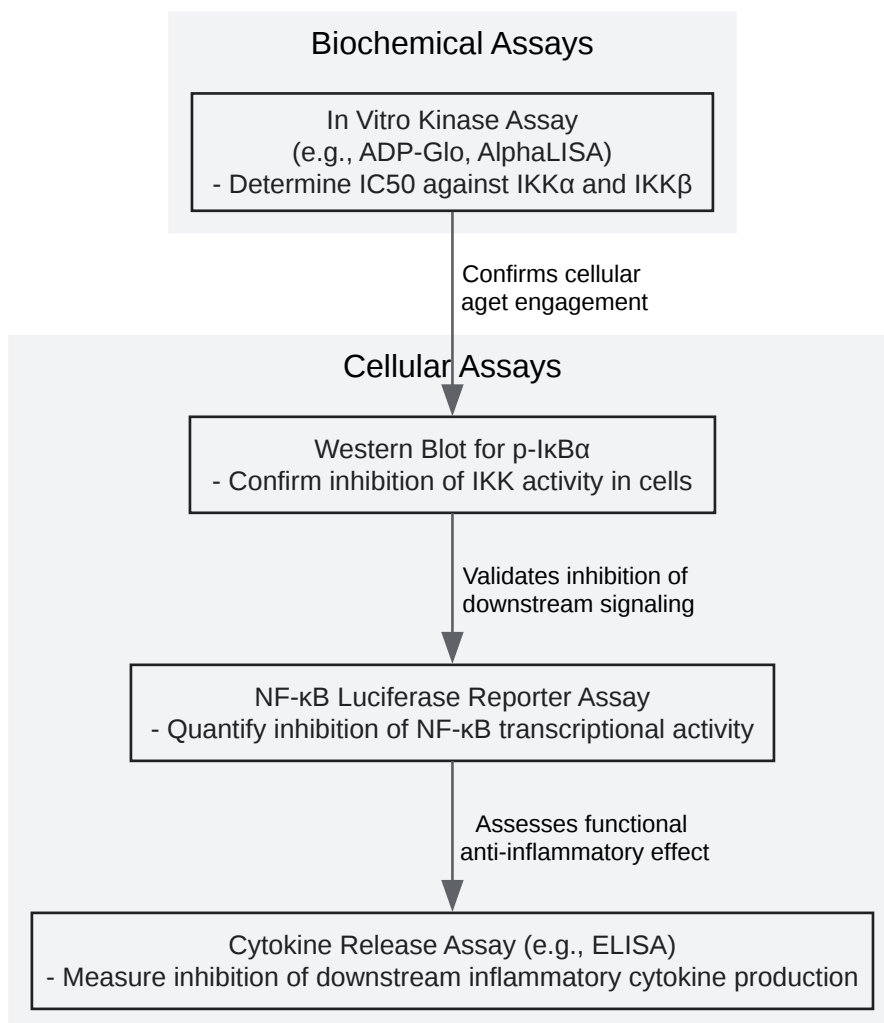 Biochemical Assays
In Vitro Kinase Assay
(e.g., ADP-Glo, AlphaLISA)
- Determine IC50 against IKKα and IKKβ
Confirms cellular
aget engagement
Cellular Assays
Western Blot for p-IκBα
- Confirm inhibition of IKK activity in cells
Validates inhibition of
downstream signaling
NF-κB Luciferase Reporter Assay
- Quantify inhibition of NF-κB transcriptional activity
Assesses functional
anti-inflammatory effect
Cytokine Release Assay (e.g., ELISA)
- Measure inhibition of downstream inflammatory cytokine production